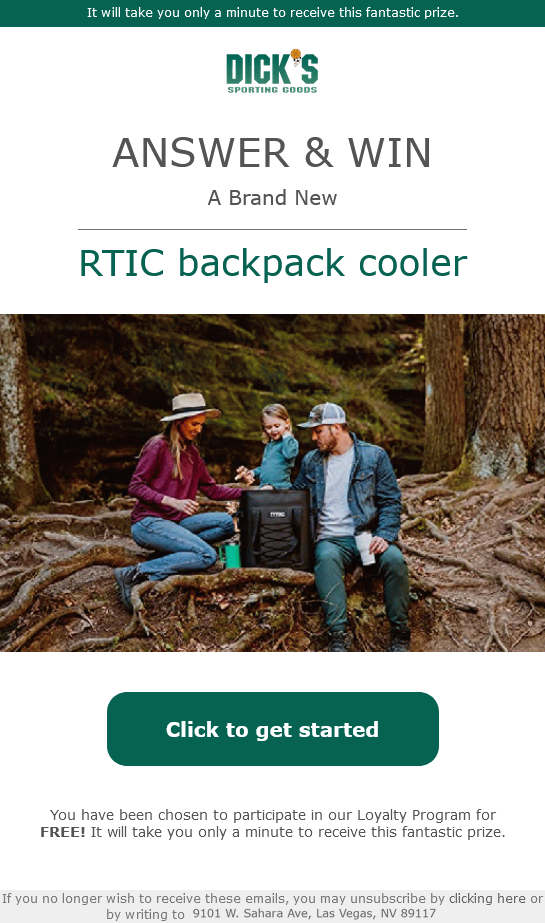 It will take you only a minute to receive this fantastic prize.
DICK'S
SPORTING GOODS
ANSWER & WIN
A Brand New
RTIC backpack cooler
RTIC
Click to get started
You have been chosen to participate in our Loyalty Program for
FREE! It will take you only a minute to receive this fantastic prize.
If you no longer wish to receive these emails, you may unsubscribe by clicking here or
by writing to 9101 W. Sahara Ave, Las Vegas, NV 89117